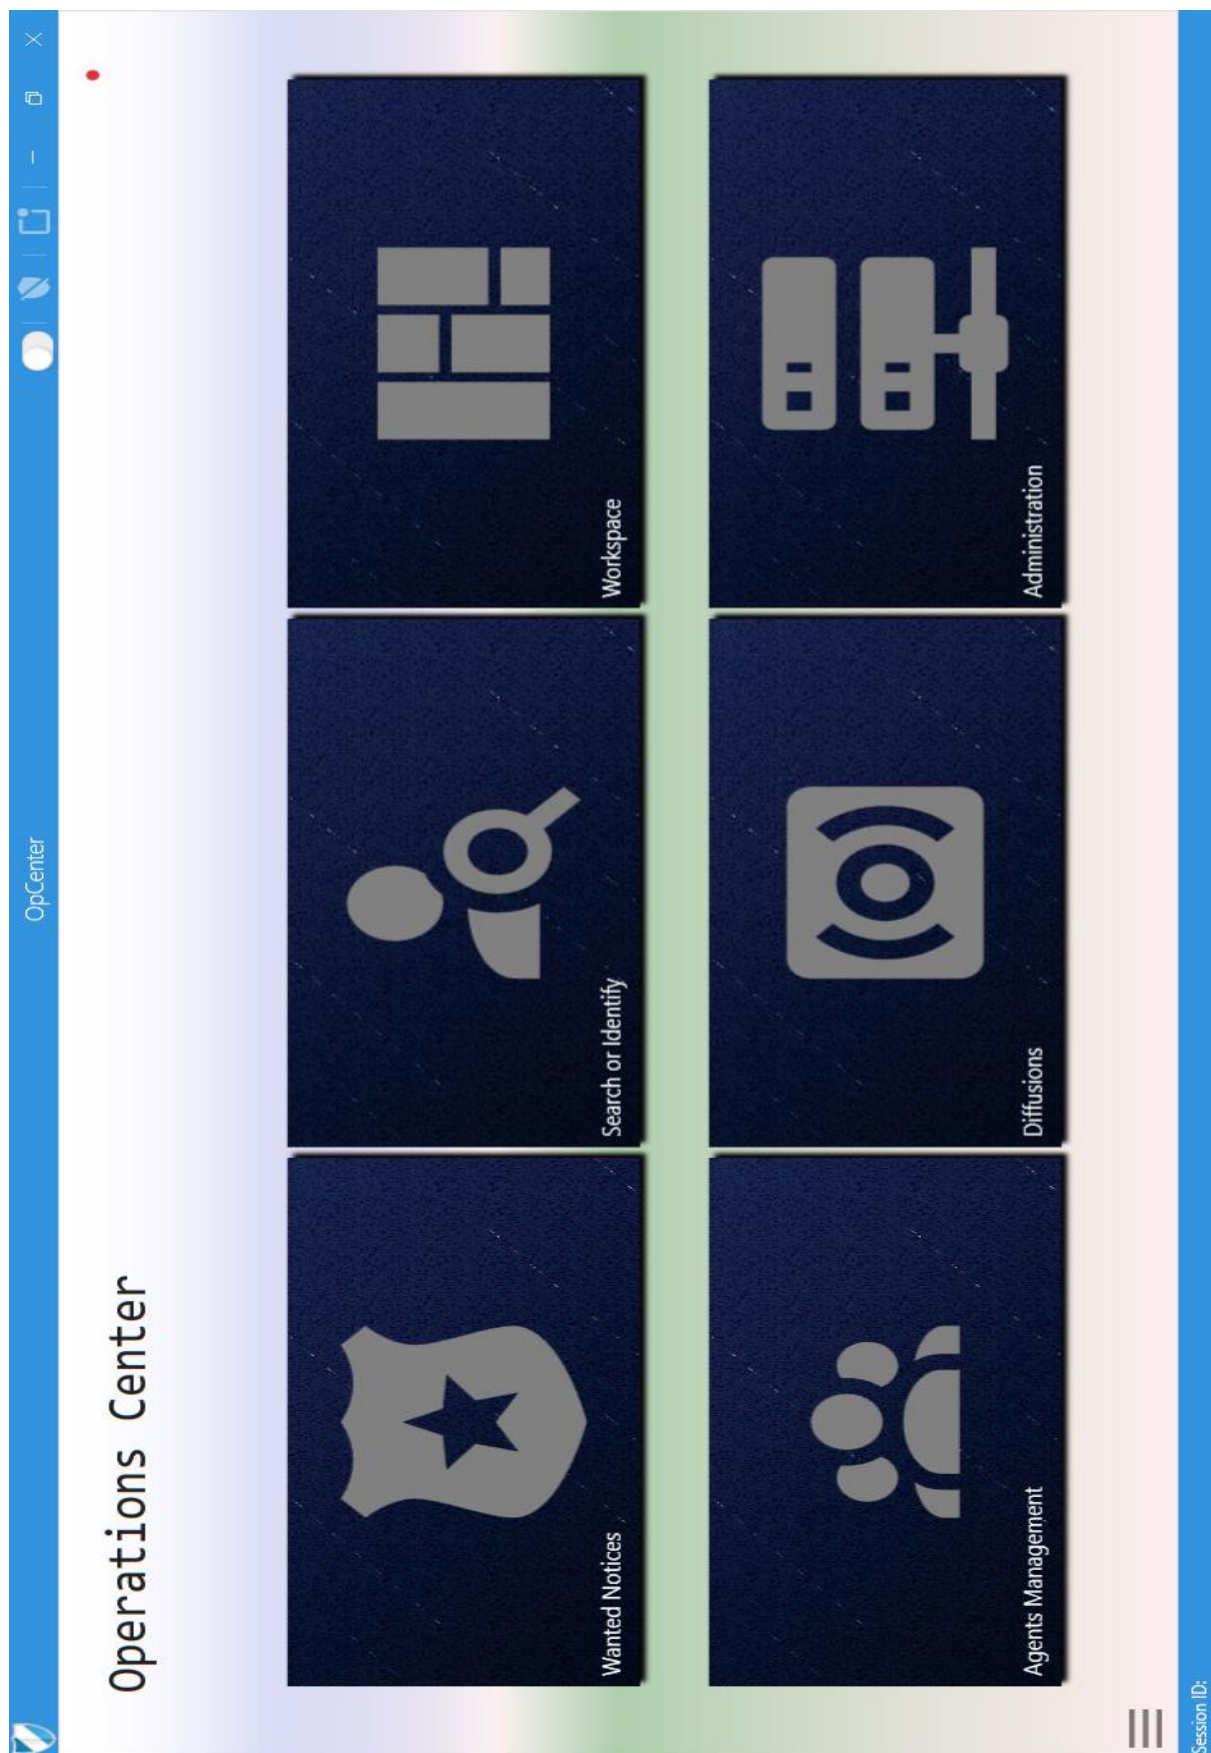 OpCenter
Operations Center
Wanted Notices
Search or Identify
Workspace
Agents Management
Diffusions
Administration
Session ID: